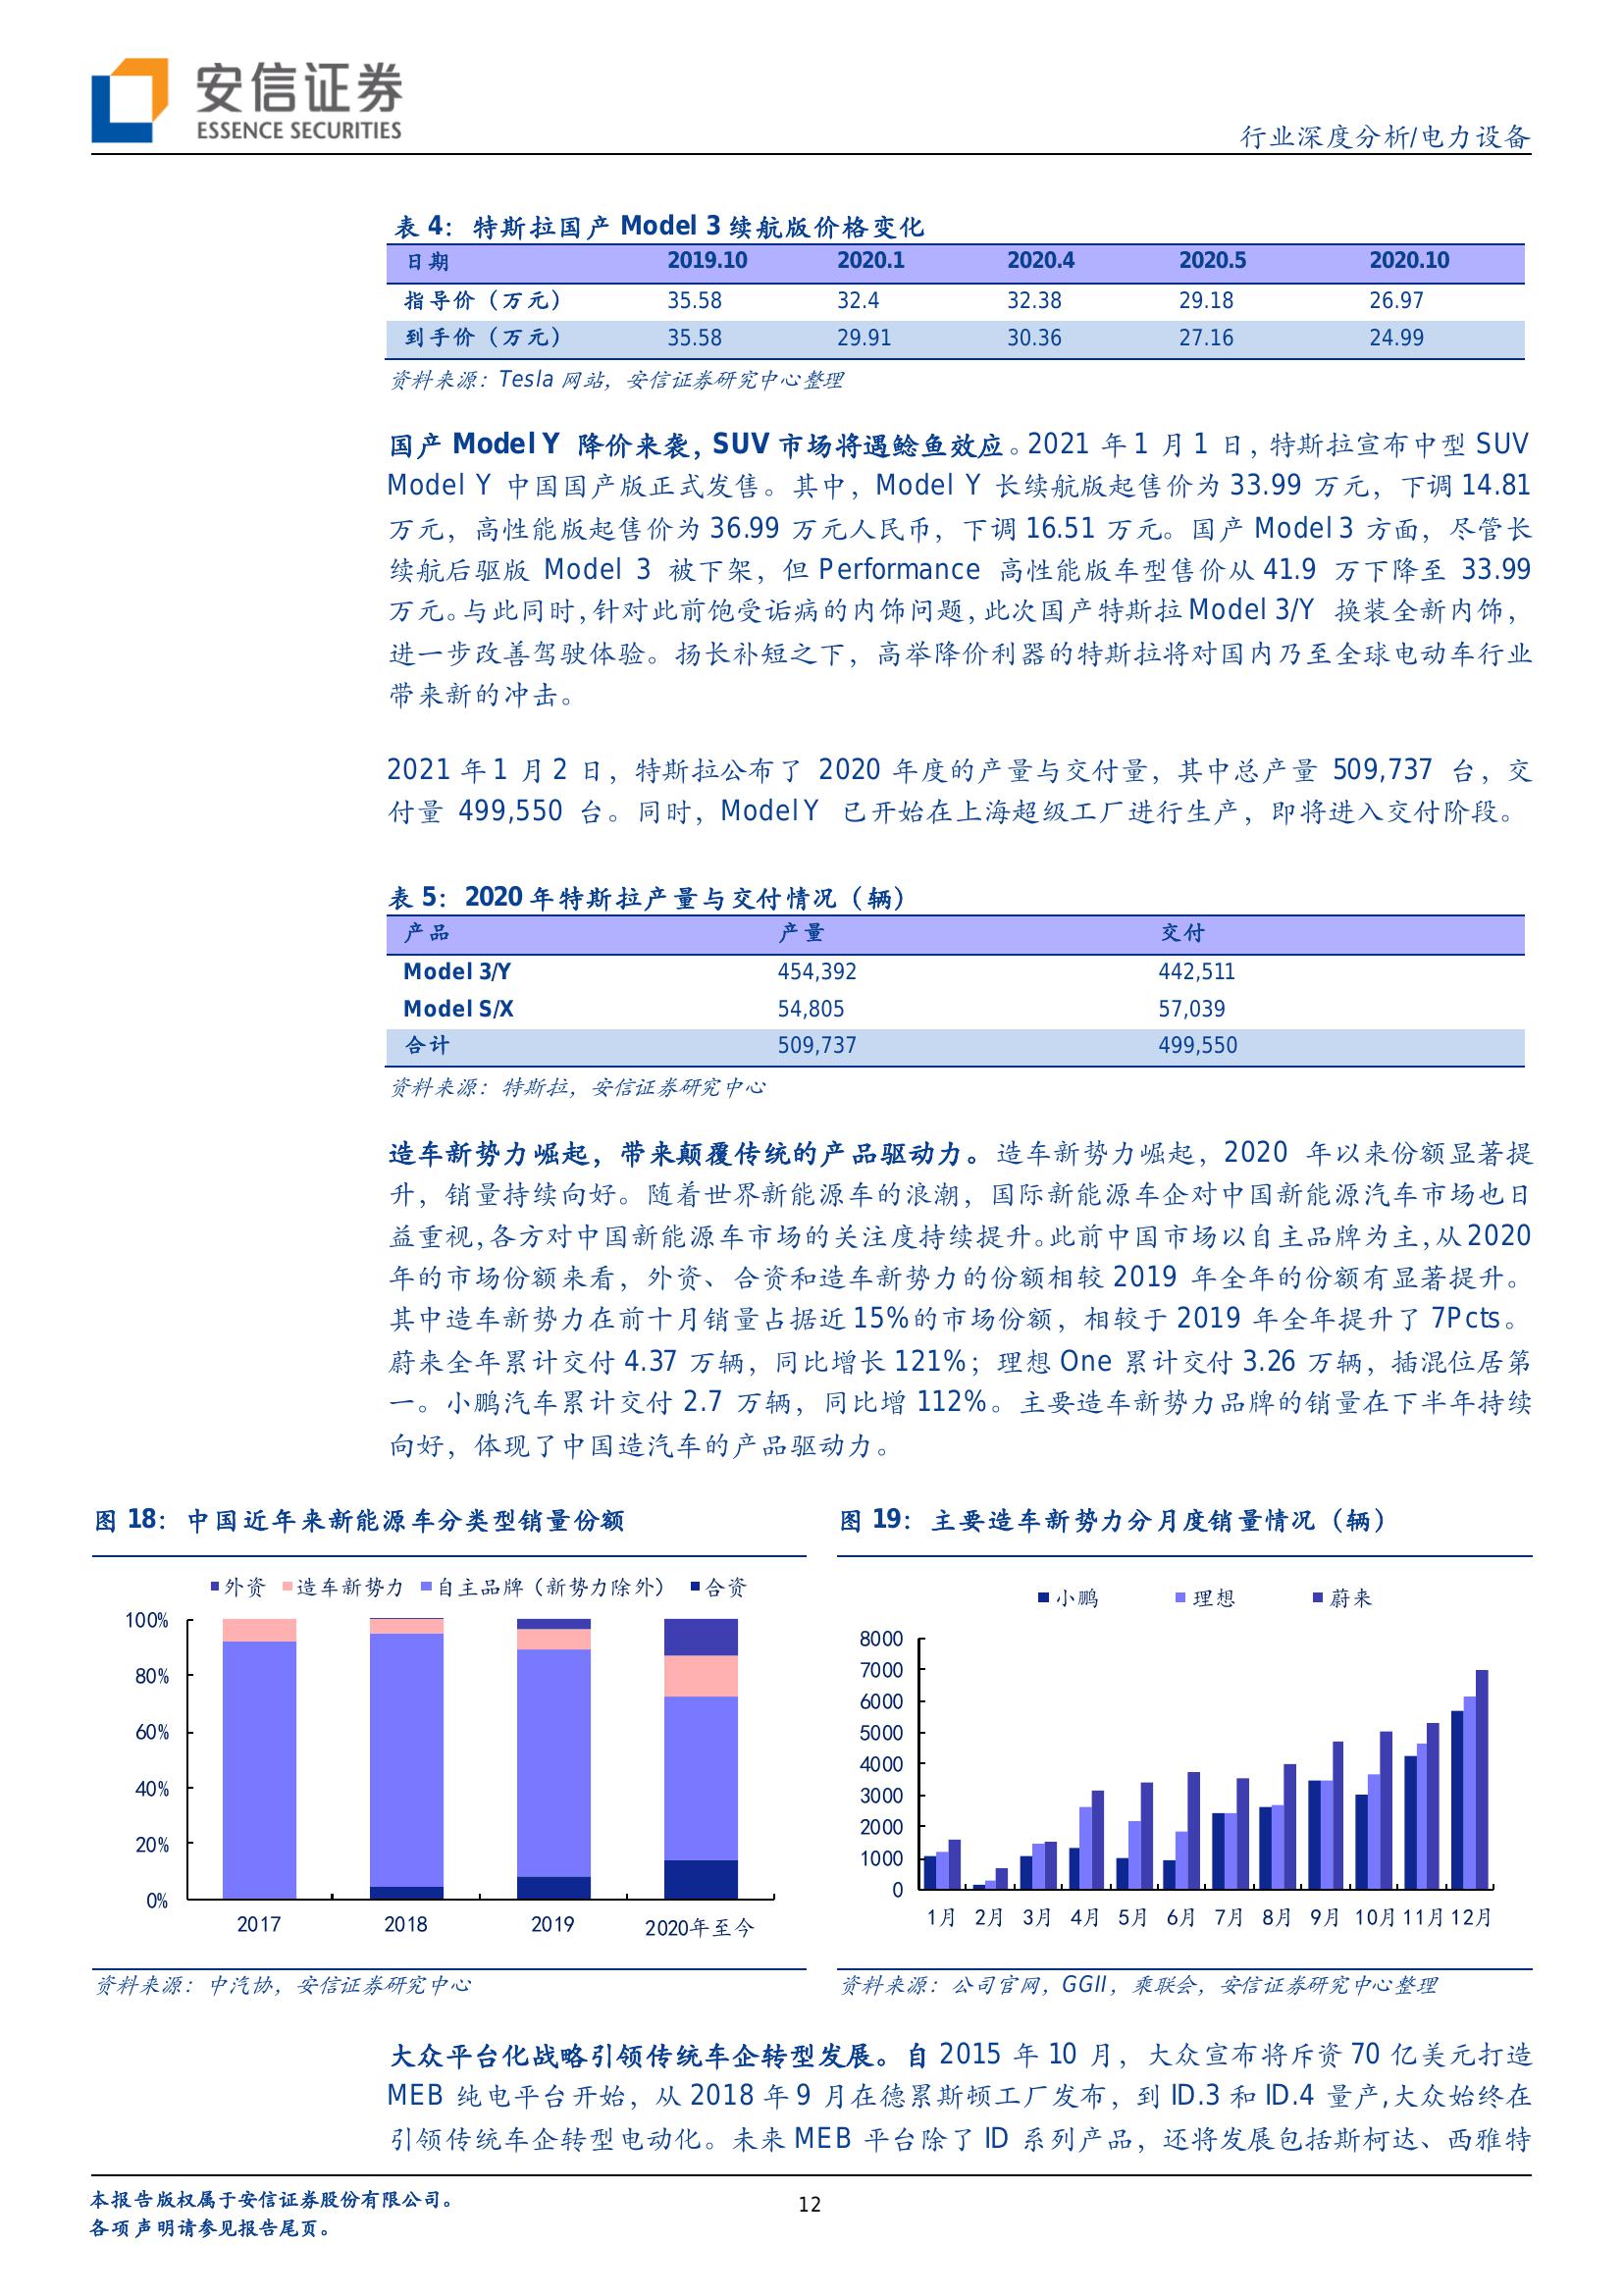 安信证券
ESSENCE SECURITIES
行业深度分析/电力设备
表 4：特斯拉国产 Model 3 续航版价格变化
日期 2019.10 2020.1 2020.4 2020.5 2020.10
指导价（万元） 35.58 32.4 32.38 29.18 26.97
到手价（万元） 35.58 29.91 30.36 27.16 24.99
资料来源：Tesla 网站，安信证券研究中心整理
国产 Model Y 降价来袭，SUV 市场将遇鲶鱼效应。2021 年 1 月 1 日，特斯拉宣布中型 SUV
Model Y 中国国产版正式发售。其中，Model Y 长续航版起售价为 33.99 万元，下调 14.81
万元，高性能版起售价为 36.99 万元人民币，下调 16.51 万元。国产 Model 3 方面，尽管长
续航后驱版 Model 3 被下架，但 Performance 高性能版车型售价从 41.9 万下降至 33.99
万元。与此同时，针对此前饱受诟病的内饰问题，此次国产特斯拉 Model 3/Y 换装全新内饰，
进一步改善驾驶体验。扬长补短之下，高举降价利器的特斯拉将对国内乃至全球电动车行业
带来新的冲击。
2021 年 1 月 2 日，特斯拉公布了 2020 年度的产量与交付量，其中总产量 509,737 台，交
付量 499,550 台。同时，Model Y 已开始在上海超级工厂进行生产，即将进入交付阶段。
表 5：2020 年特斯拉产量与交付情况（辆）
产品 产量 交付
Model 3/Y 454,392 442,511
Model S/X 54,805 57,039
合计 509,737 499,550
资料来源：特斯拉，安信证券研究中心
造车新势力崛起，带来颠覆传统的产品驱动力。造车新势力崛起，2020 年以来份额显著提
升，销量持续向好。随着世界新能源车的浪潮，国际新能源车企对中国新能源汽车市场也日
益重视，各方对中国新能源车市场的关注度持续提升。此前中国市场以自主品牌为主，从 2020
年的市场份额来看，外资、合资和造车新势力的份额相较 2019 年全年的份额有显著提升。
其中造车新势力在前十月销量占据近 15%的市场份额，相较于 2019 年全年提升了 7Pcts。
蔚来全年累计交付 4.37 万辆，同比增长 121%；理想 One 累计交付 3.26 万辆，插混位居第
一。小鹏汽车累计交付 2.7 万辆，同比增 112%。主要造车新势力品牌的销量在下半年持续
向好，体现了中国造汽车的产品驱动力。
图 18：中国近年来新能源车分类型销量份额
外资 造车新势力 自主品牌（新势力除外） 合资
100%
80%
60%
40%
20%
0%
2017 2018 2019 2020年至今
资料来源：中汽协，安信证券研究中心
图 19：主要造车新势力分月度销量情况（辆）
小鹏 理想 蔚来
8000
7000
6000
5000
4000
3000
2000
1000
0
1月 2月 3月 4月 5月 6月 7月 8月 9月 10月 11月 12月
资料来源：公司官网，GGII，乘联会，安信证券研究中心整理
大众平台化战略引领传统车企转型发展。自 2015 年 10 月，大众宣布将斥资 70 亿美元打造
MEB 纯电平台开始，从 2018 年 9 月在德累斯顿工厂发布，到 ID.3 和 ID.4 量产,大众始终在
引领传统车企转型电动化。未来 MEB 平台除了 ID 系列产品，还将发展包括斯柯达、西雅特
本报告版权属于安信证券股份有限公司。
各项声明请参见报告尾页。
12